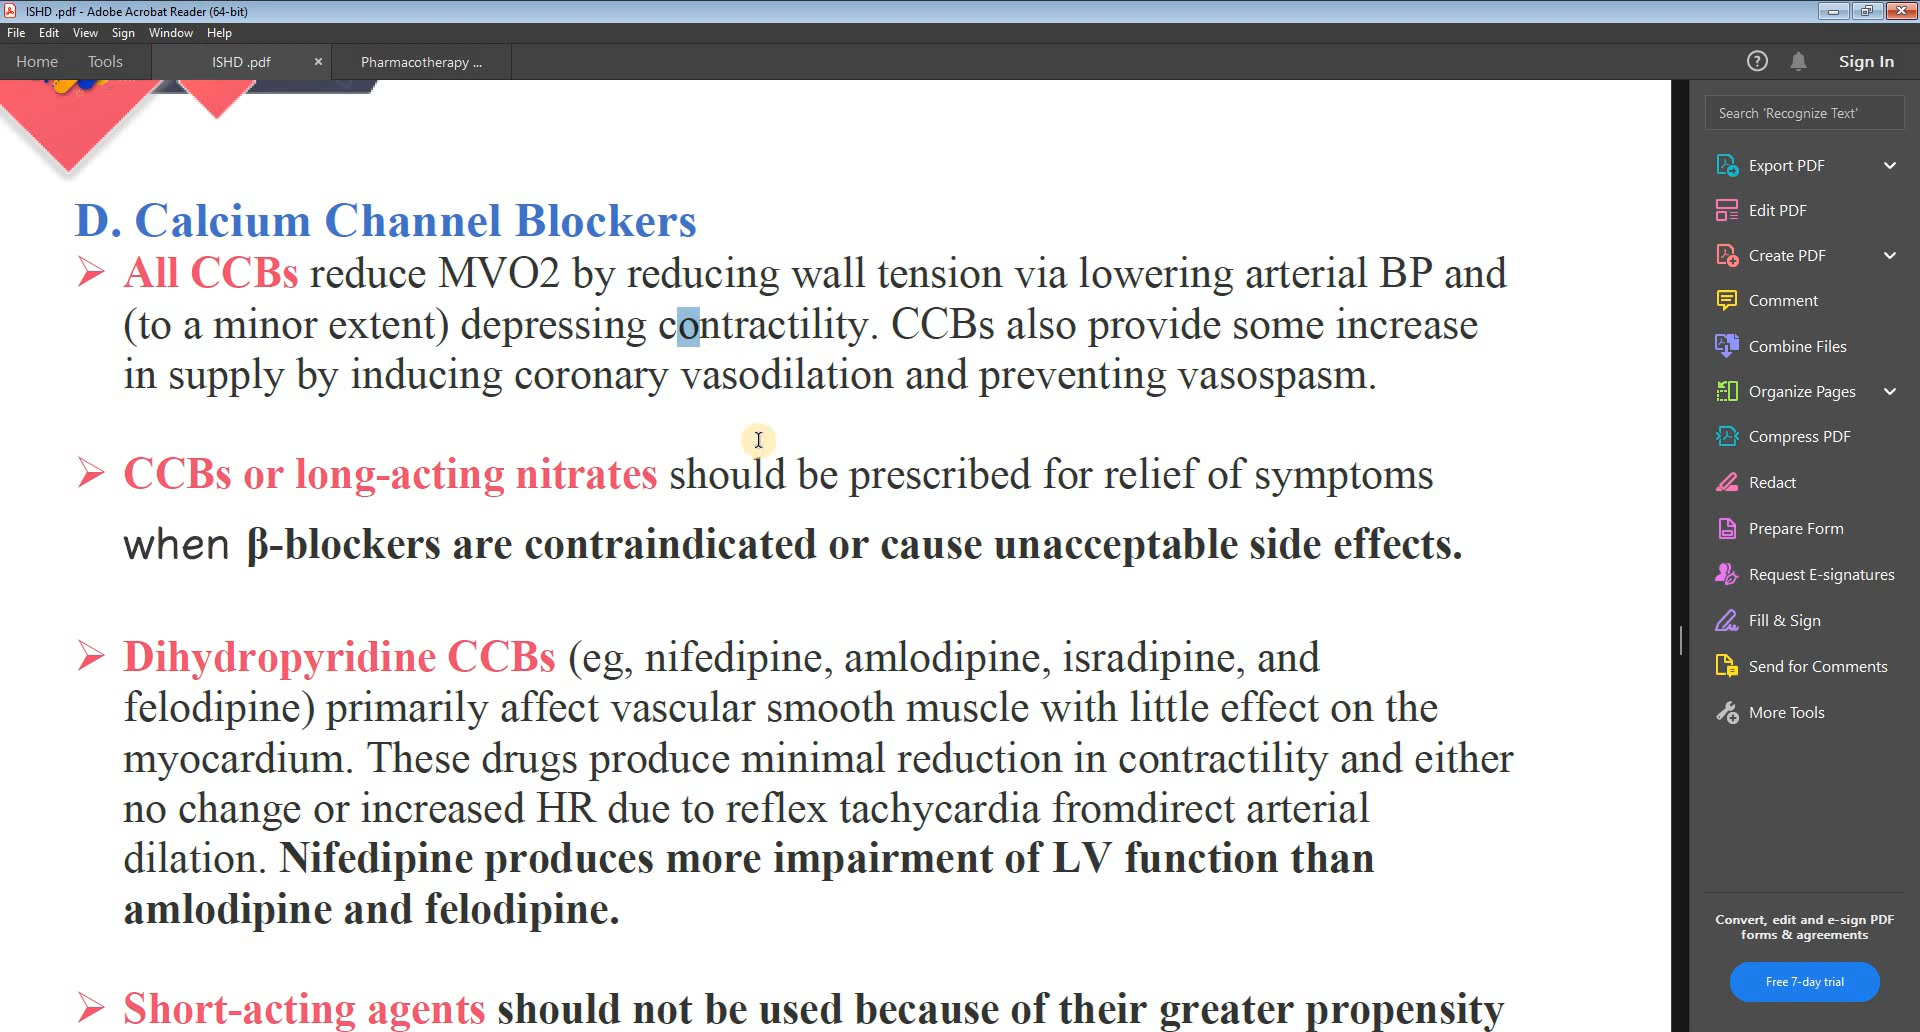 ISHD .pdf - Adobe Acrobat Reader (64-bit)
File Edit View Sign Window Help
Home Tools ISHD .pdf × Pharmacotherapy ... Sign In
Search 'Recognize Text'
Export PDF
Edit PDF
Create PDF
Comment
Combine Files
Organize Pages
Compress PDF
Redact
Prepare Form
Request E-signatures
Fill & Sign
Send for Comments
More Tools
Convert, edit and e-sign PDF
forms & agreements
Free 7-day trial
D. Calcium Channel Blockers
➢ All CCBs reduce MVO2 by reducing wall tension via lowering arterial BP and
(to a minor extent) depressing contractility. CCBs also provide some increase
in supply by inducing coronary vasodilation and preventing vasospasm.
➢ CCBs or long-acting nitrates should be prescribed for relief of symptoms
when β-blockers are contraindicated or cause unacceptable side effects.
➢ Dihydropyridine CCBs (eg, nifedipine, amlodipine, isradipine, and
felodipine) primarily affect vascular smooth muscle with little effect on the
myocardium. These drugs produce minimal reduction in contractility and either
no change or increased HR due to reflex tachycardia fromdirect arterial
dilation. Nifedipine produces more impairment of LV function than
amlodipine and felodipine.
➢ Short-acting agents should not be used because of their greater propensity